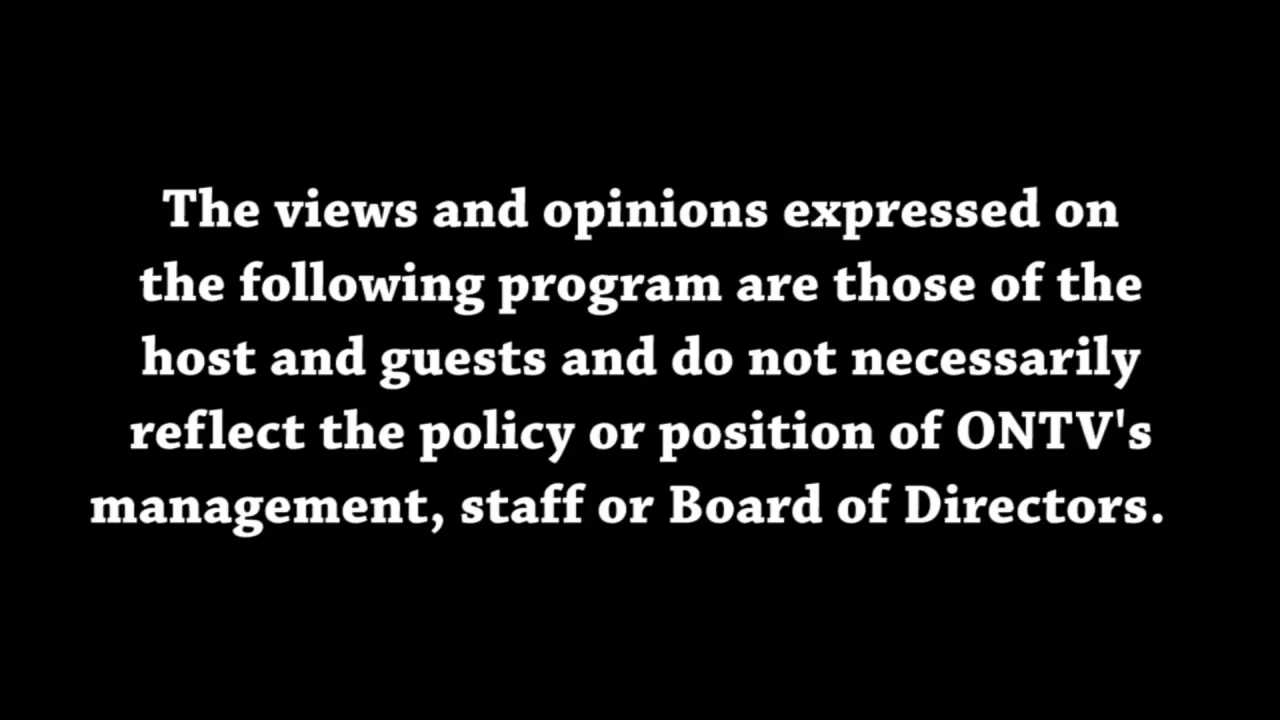 The views and opinions expressed on
the following program are those of the
host and guests and do not necessarily
reflect the policy or position of ONTV's
management, staff or Board of Directors.